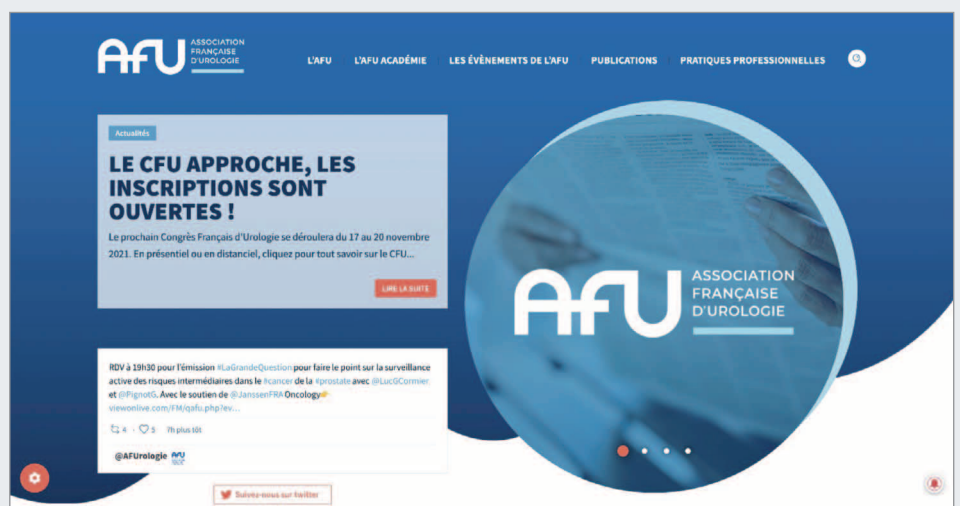 AFU ASSOCIATION
FRANÇAISE
D'UROLOGIE
L'AFU L'AFU ACADÉMIE LES ÉVÈNEMENTS DE L'AFU PUBLICATIONS PRATIQUES PROFESSIONNELLES
Actualités
LE CFU APPROCHE, LES
INSCRIPTIONS SONT
OUVERTES !
Le prochain Congrès Français d'Urologie se déroulera du 17 au 20 novembre
2021. En présentiel ou en distanciel, cliquez pour tout savoir sur le CFU...
LIRE LA SUITE
AFU ASSOCIATION
FRANÇAISE
D'UROLOGIE
RDV à 19h30 pour l'émission #LaGrandeQuestion pour faire le point sur la surveillance
active des risques intermédiaires dans le #cancer de la #prostate avec @LucGCormier
et @PignotG. Avec le soutien de @JanssenFRA Oncology👉
viewonlive.com/FM/qafu.php?ev...
4 · 5 7h plus tôt
@AFUrologie AFU
Suivez-nous sur twitter